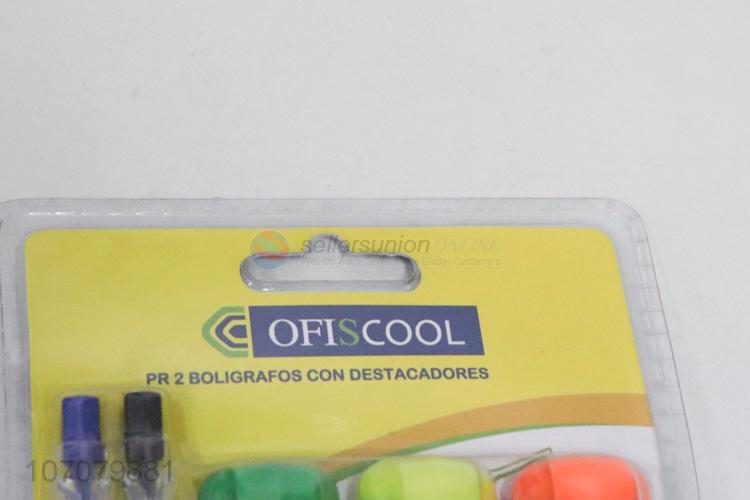 sellersunion ONLINE
OFISCOOL
PR 2 BOLIGRAFOS CON DESTACADORES
107079881